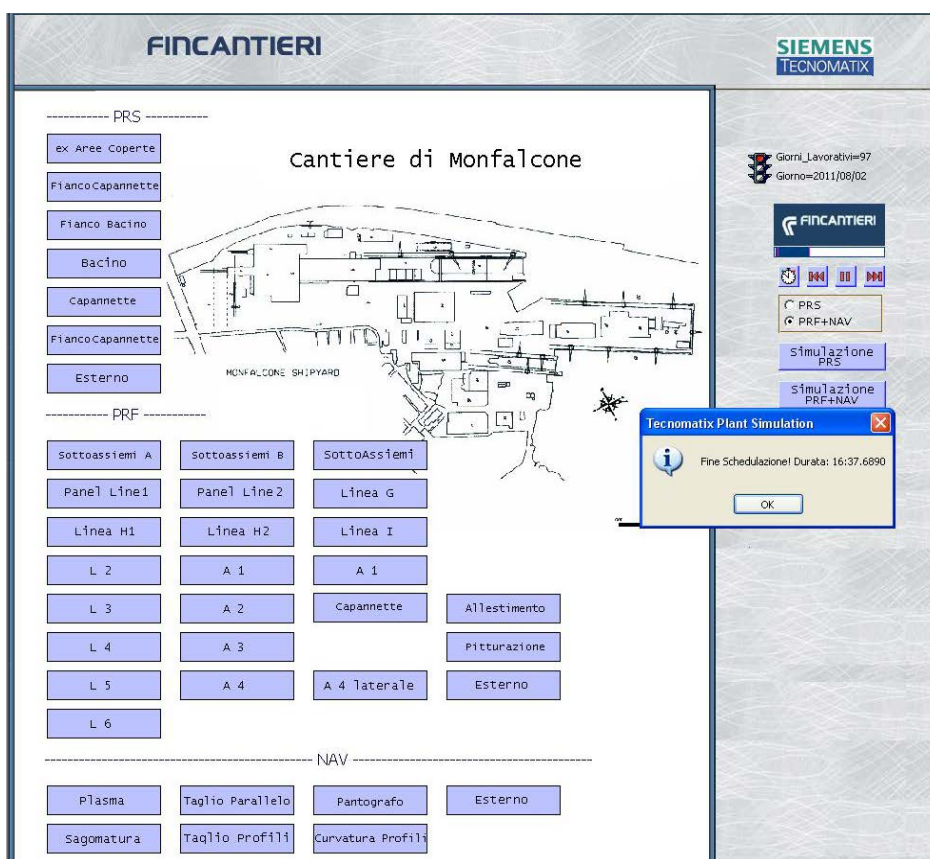 FINCANTIERI
SIEMENS
TECNOMATIX
----------- PRS -----------
ex Aree Coperte
FiancoCapannette
Fianco Bacino
Bacino
Capannette
FiancoCapannette
Esterno
Cantiere di Monfalcone
MONFALCONE SHIPYARD
Giorni_Lavorativi=97
Giorno=2011/08/02
FINCANTIERI
PRS
PRF+NAV
Simulazione
PRS
Simulazione
PRF+NAV
Tecnomatix Plant Simulation
Fine Schedulazione! Durata: 16:37.6890
OK
----------- PRF -----------
Sottoassiemi A
Sottoassiemi B
SottoAssiemi
Panel Line1
Panel Line2
Linea G
Linea H1
Linea H2
Linea I
L 2
A 1
A 1
L 3
A 2
Capannette
Allestimento
L 4
A 3
Pitturazione
L 5
A 4
A 4 laterale
Esterno
L 6
NAV
Plasma
Taglio Parallelo
Pantografo
Esterno
Sagomatura
Taglio Profili
Curvatura Profili